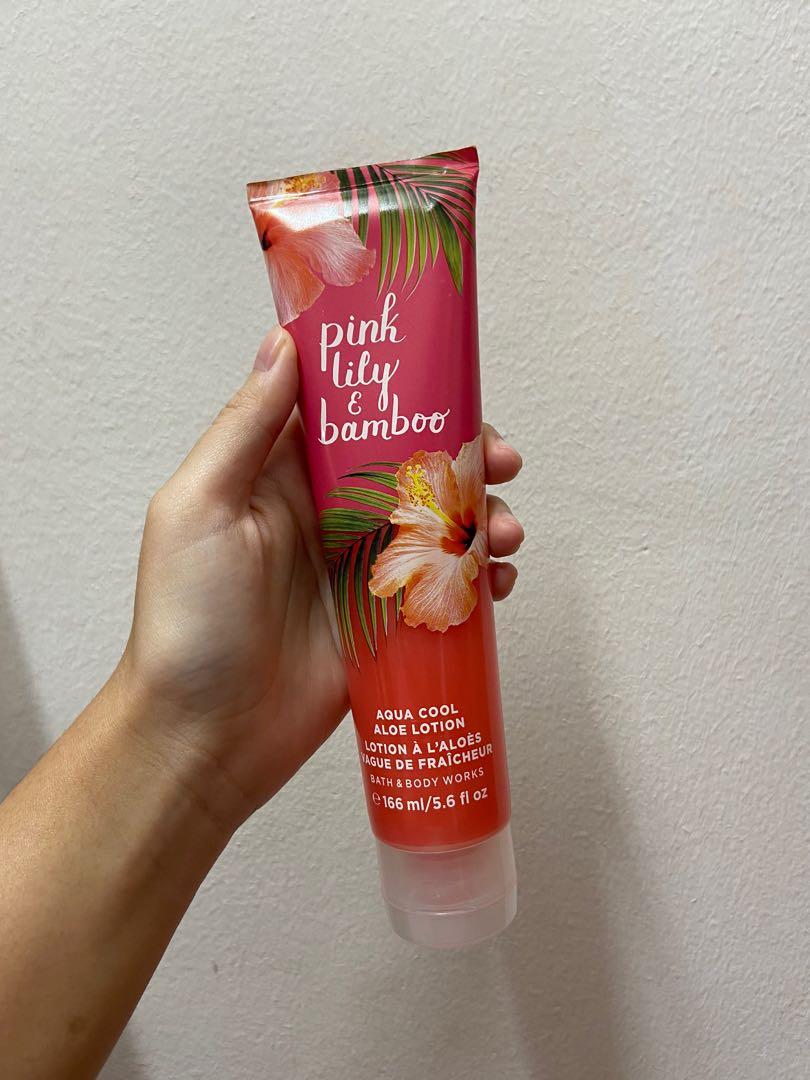 pink
lily
&
bamboo
AQUA COOL
ALOE LOTION
LOTION À L'ALOÈS
VAGUE DE FRAÎCHEUR
BATH & BODY WORKS
℮ 166 ml/5.6 fl oz